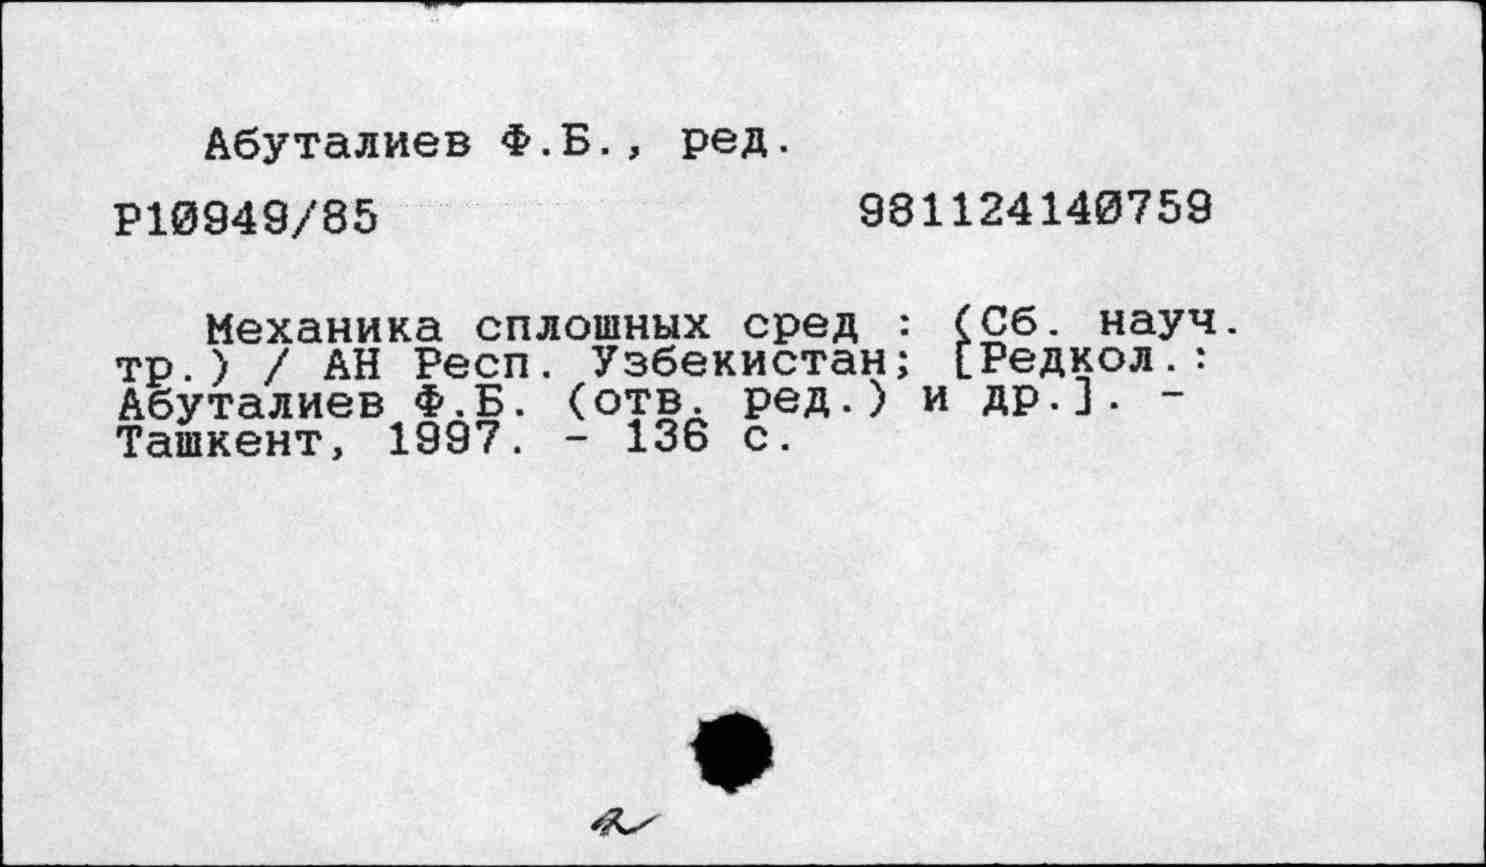 Абуталиев Ф.Б., ред.
Р10949/85 981124140759
Механика сплошных сред : (Сб. науч.
тр.) / АН Респ. Узбекистан; [Редкол.:
Абуталиев Ф.Б. (отв. ред.) и др.]. -
Ташкент, 1997. - 136 с.